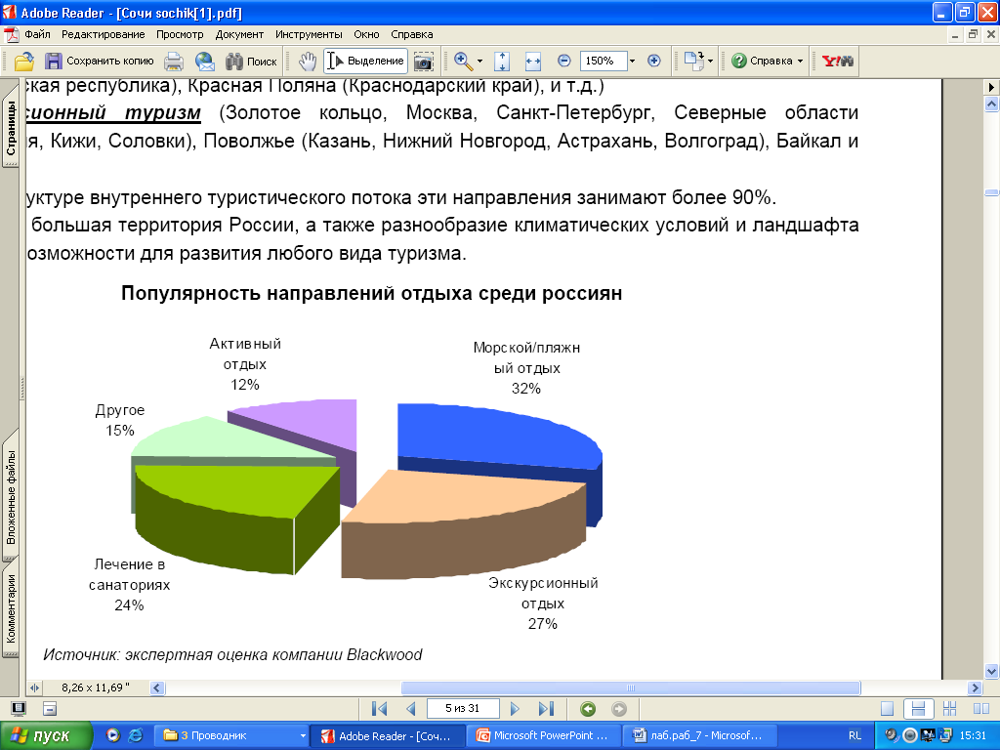 Adobe Reader - [Сочи sochik[1].pdf]
Файл Редактирование Просмотр Документ Инструменты Окно Справка
Сохранить копию Поиск Выделение 150% Справка Y!
республика), Красная Поляна (Краснодарский край), и т.д.)
туризм (Золотое кольцо, Москва, Санкт-Петербург, Северные области
Кижи, Соловки), Поволжье (Казань, Нижний Новгород, Астрахань, Волгоград), Байкал и
внутреннего туристического потока эти направления занимают более 90%.
большая территория России, а также разнообразие климатических условий и ландшафта
для развития любого вида туризма.
Популярность направлений отдыха среди россиян
Активный
отдых
12%
Морской/пляжн
ый отдых
32%
Другое
15%
Лечение в
санаториях
24%
Экскурсионный
отдых
27%
Источник: экспертная оценка компании Blackwood
Страницы
Вложенные файлы
Комментарии
8,26 x 11,69 "
5 из 31
пуск 3 Проводник Adobe Reader - [Соч... Microsoft PowerPoint ... лаб.раб_7 - Microsof... RL 15:31